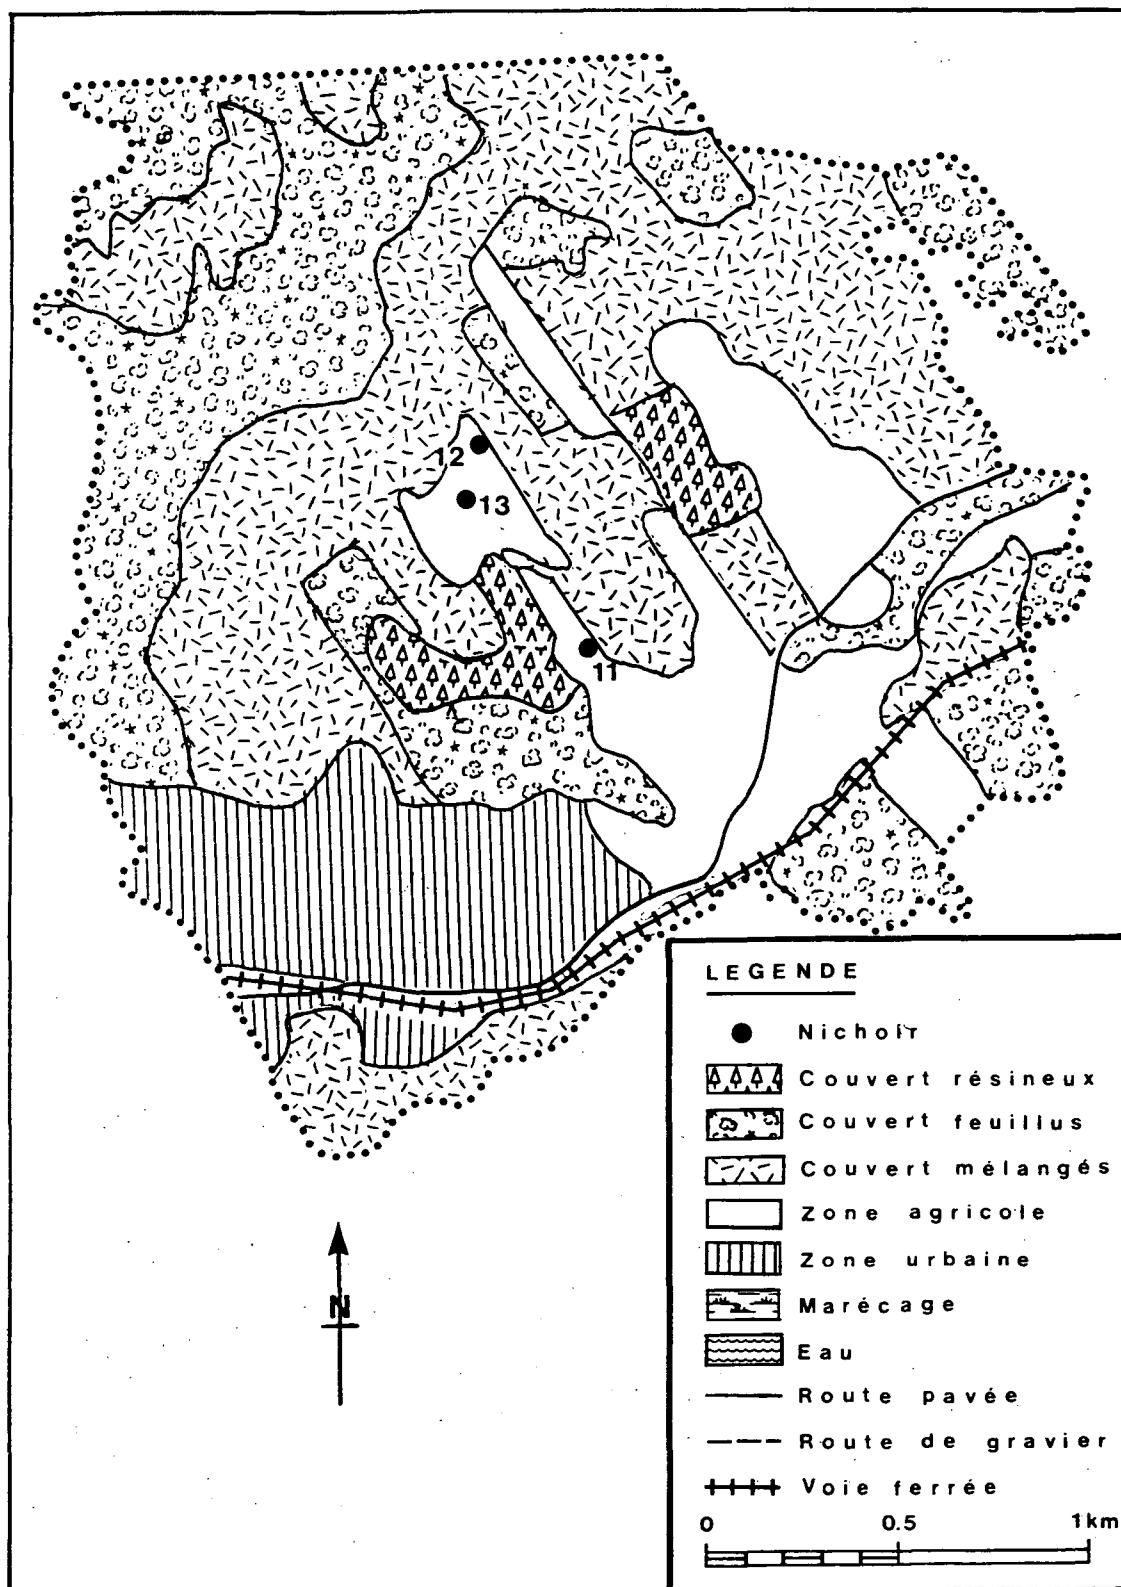 12
13
11
LEGENDE
Nichoir
Couvert résineux
Couvert feuillus
Couvert mélangés
Zone agricole
Zone urbaine
Marécage
Eau
Route pavée
Route de gravier
Voie ferrée
0 0.5 1km
N